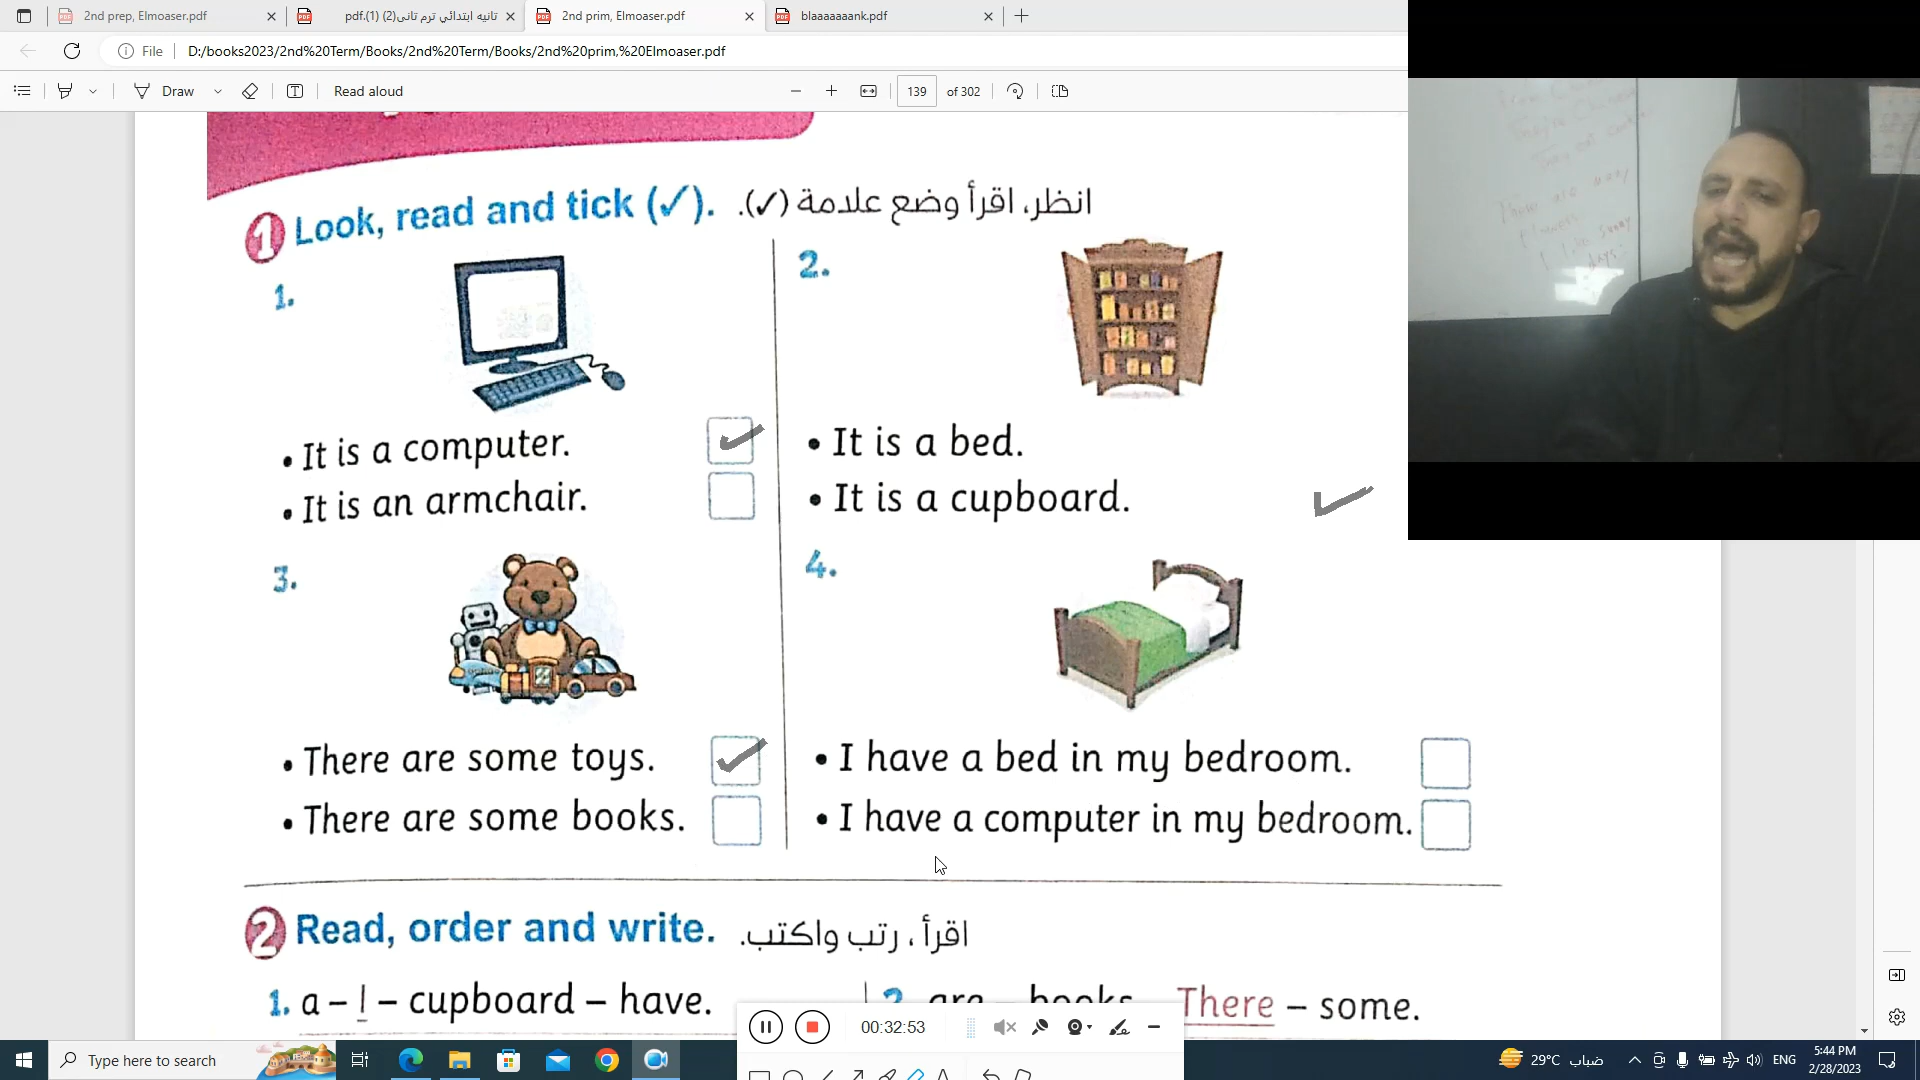 2nd prep, Elmoaser.pdf
ثانيه ابتدائي ترم تانى(2) (1).pdf
2nd prim, Elmoaser.pdf
blaaaaaaank.pdf
File
D:/books2023/2nd%20Term/Books/2nd%20Term/Books/2nd%20prim,%20Elmoaser.pdf
Draw
Read aloud
139 of 302
1 Look, read and tick (✓). انظر، اقرأ وضع علامة (✓).
1.
2.
• It is a computer.
• It is an armchair.
• It is a bed.
• It is a cupboard.
3.
4.
• There are some toys.
• There are some books.
• I have a bed in my bedroom.
• I have a computer in my bedroom.
2 Read, order and write. اقرأ ، رتب واكتب.
1. a – I – cupboard – have.
2. are – books – There – some.
00:32:53
Type here to search
29°C ضباب
ENG
5:44 PM
2/28/2023